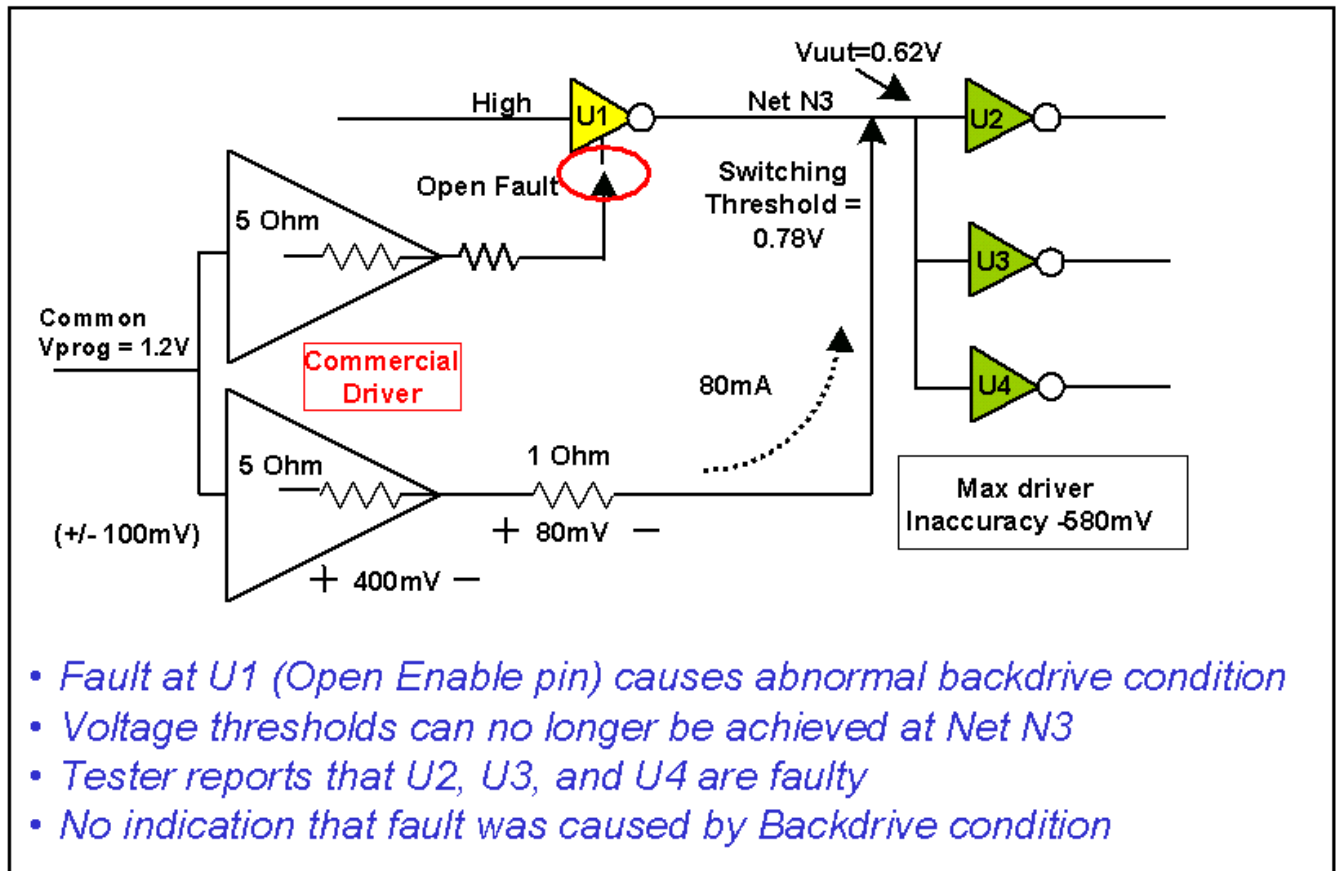 Vuut=0.62V
High
U1
Net N3
U2
Open Fault
Switching
Threshold =
0.78V
5 Ohm
U3
Common
Vprog = 1.2V
Commercial
Driver
80mA
U4
5 Ohm
1 Ohm
Max driver
Inaccuracy -580mV
(+/- 100mV)
+ 80mV –
+ 400mV –
• Fault at U1 (Open Enable pin) causes abnormal backdrive condition
• Voltage thresholds can no longer be achieved at Net N3
• Tester reports that U2, U3, and U4 are faulty
• No indication that fault was caused by Backdrive condition